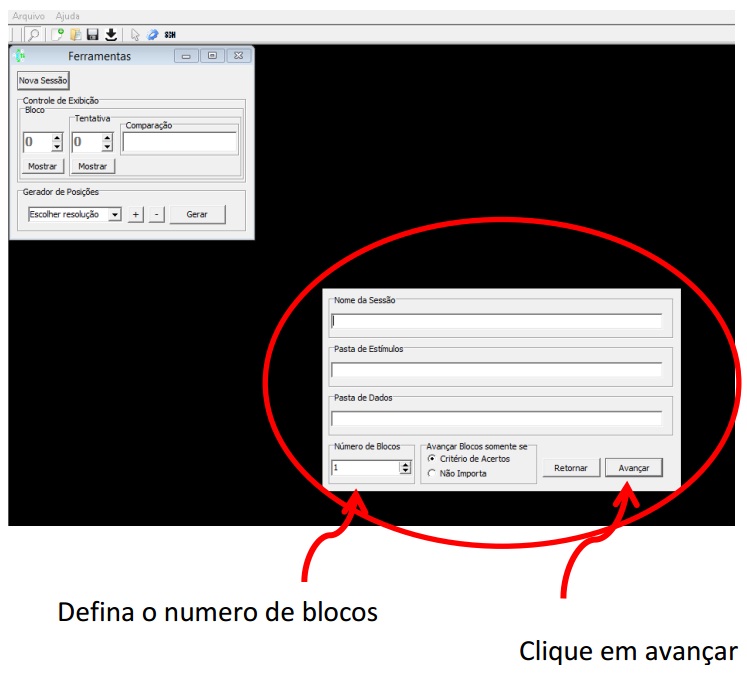 Arquivo Ajuda
Ferramentas
Nova Sessão
Controle de Exibição
Bloco
Tentativa
Comparação
0
0
Mostrar
Mostrar
Gerador de Posições
Escolher resolução
+
-
Gerar
Nome da Sessão
Pasta de Estímulos
Pasta de Dados
Número de Blocos
1
Avançar Blocos somente se
Critério de Acertos
Não Importa
Retornar
Avançar
Defina o numero de blocos
Clique em avançar